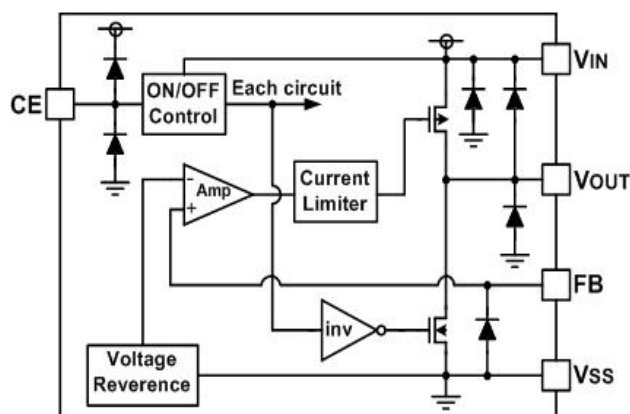 VIN
CE
ON/OFF
Control
Each circuit
-
Amp
+
Current
Limiter
VOUT
FB
inv
Voltage
Reverence
VSS